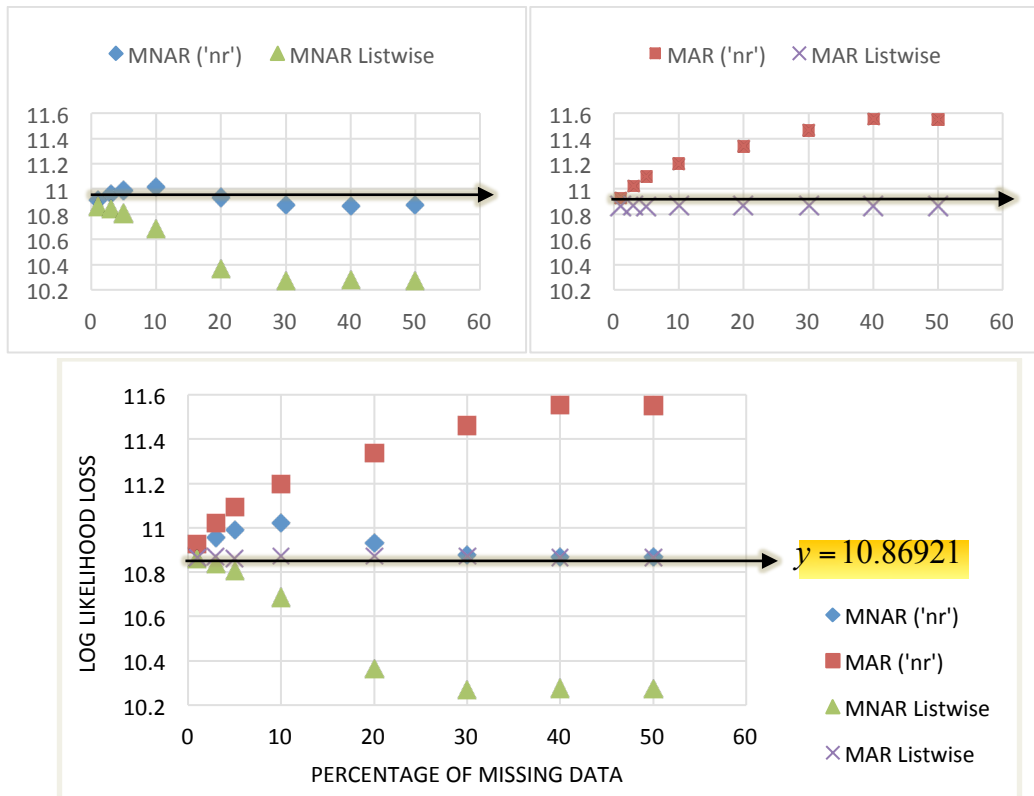 MNAR ('nr') MNAR Listwise
11.6
11.4
11.2
11
10.8
10.6
10.4
10.2
0 10 20 30 40 50 60
MAR ('nr') MAR Listwise
11.6
11.4
11.2
11
10.8
10.6
10.4
10.2
0 10 20 30 40 50 60
LOG LIKELIHOOD LOSS
11.6
11.4
11.2
11
10.8
10.6
10.4
10.2
0 10 20 30 40 50 60
PERCENTAGE OF MISSING DATA
y = 10.86921
MNAR ('nr')
MAR ('nr')
MNAR Listwise
MAR Listwise